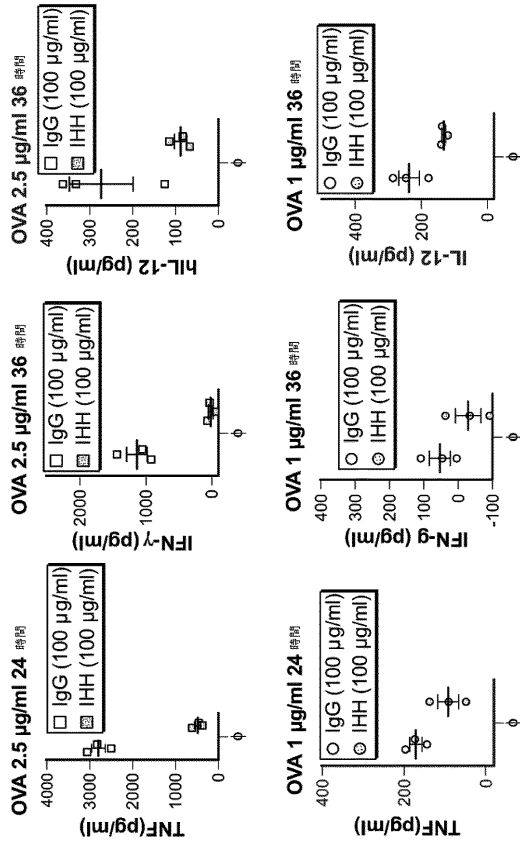 OVA 2.5 µg/ml 24 時間
IgG (100 µg/ml)
IHH (100 µg/ml)
TNF(pg/ml)
4000
3000
2000
1000
0
ϕ
OVA 2.5 µg/ml 36 時間
IgG (100 µg/ml)
IHH (100 µg/ml)
IFN-γ (pg/ml)
2000
1000
0
ϕ
OVA 2.5 µg/ml 36 時間
IgG (100 µg/ml)
IHH (100 µg/ml)
hIL-12 (pg/ml)
400
300
200
100
0
ϕ
OVA 1 µg/ml 24 時間
IgG (100 µg/ml)
IHH (100 µg/ml)
TNF(pg/ml)
400
200
0
ϕ
OVA 1 µg/ml 36 時間
IgG (100 µg/ml)
IHH (100 µg/ml)
IFN-g (pg/ml)
400
300
200
100
0
-100
ϕ
OVA 1 µg/ml 36 時間
IgG (100 µg/ml)
IHH (100 µg/ml)
IL-12 (pg/ml)
400
200
0
ϕ